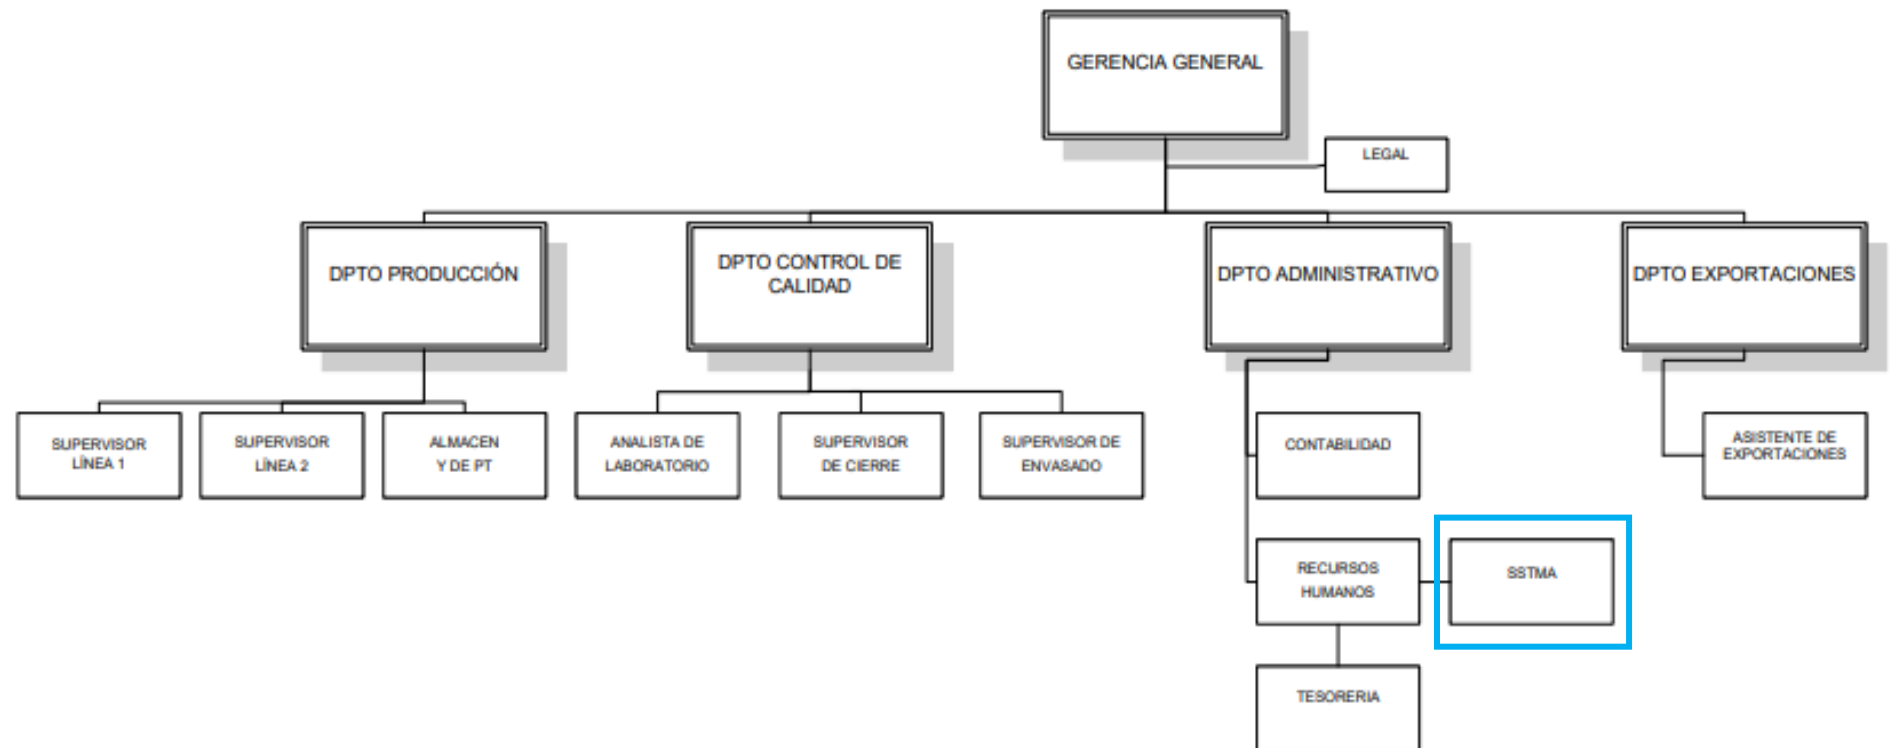 GERENCIA GENERAL
LEGAL
DPTO PRODUCCIÓN
DPTO CONTROL DE
CALIDAD
DPTO ADMINISTRATIVO
DPTO EXPORTACIONES
SUPERVISOR
LÍNEA 1
SUPERVISOR
LÍNEA 2
ALMACEN
Y DE PT
ANALISTA DE
LABORATORIO
SUPERVISOR
DE CIERRE
SUPERVISOR DE
ENVASADO
CONTABILIDAD
ASISTENTE DE
EXPORTACIONES
RECURSOS
HUMANOS
SSTMA
TESORERIA